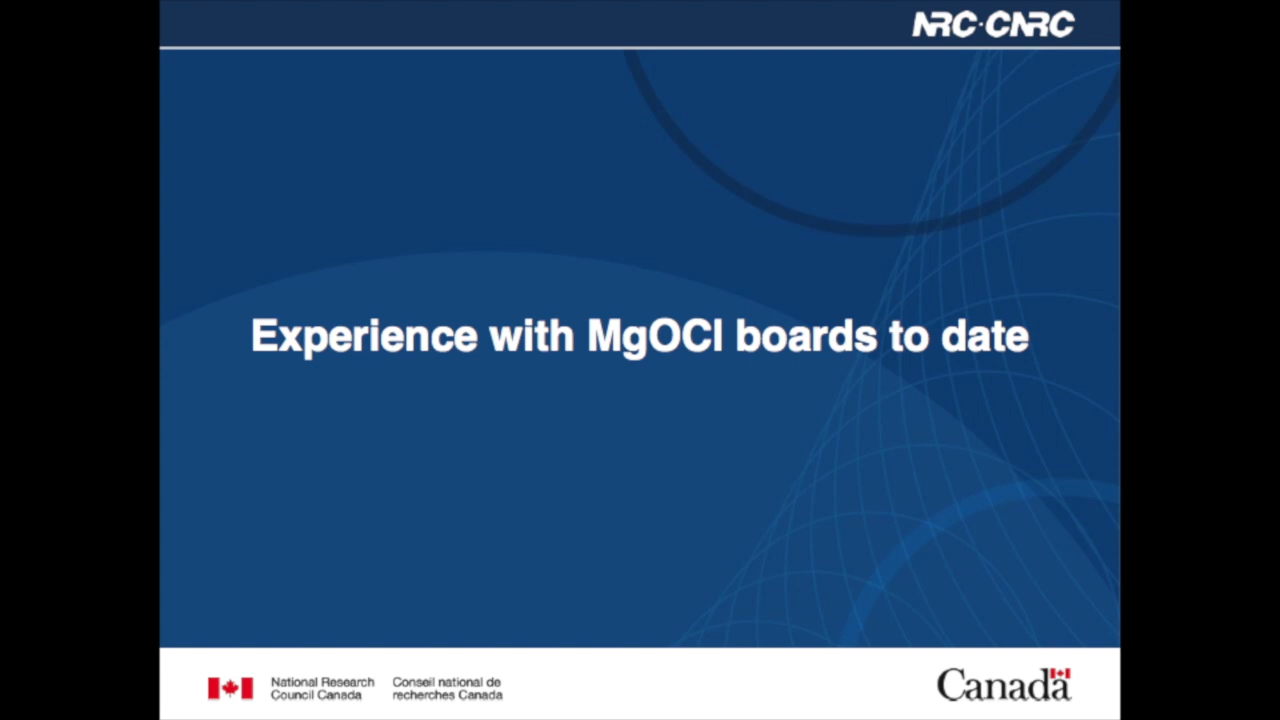 NRC·CNRC
Experience with MgOCl boards to date
National Research
Council Canada
Conseil national de
recherches Canada
Canada